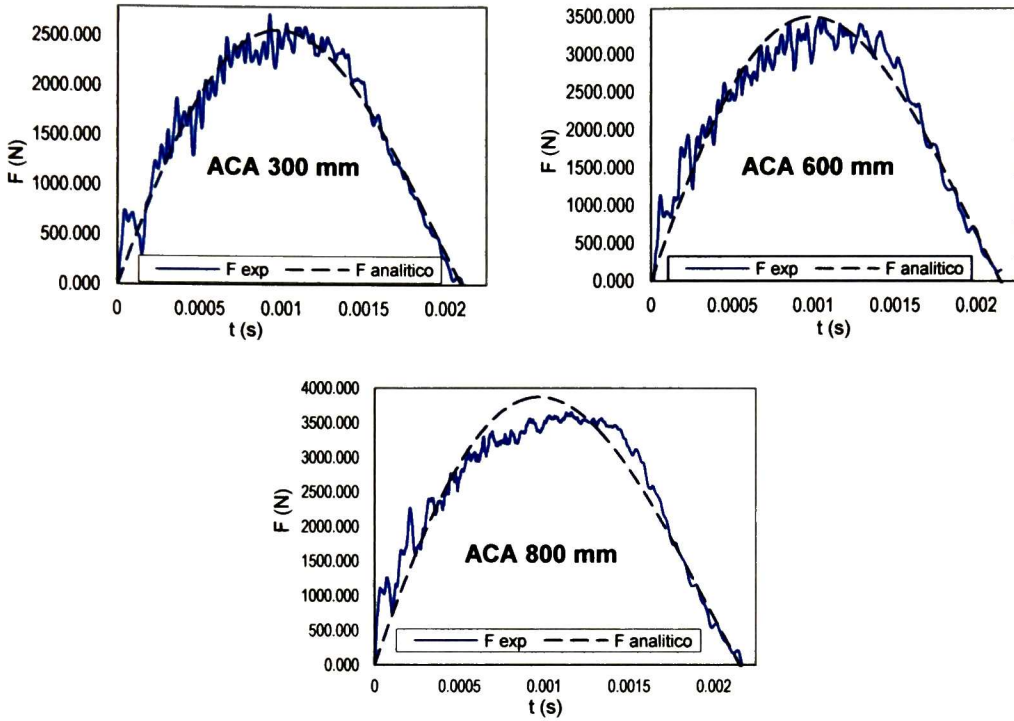 2500.000
2000.000
1500.000
1000.000
500.000
0.000
F (N)
ACA 300 mm
F exp
F analitico
0
0.0005
0.001
0.0015
0.002
t (s)
3500.000
3000.000
2500.000
2000.000
1500.000
1000.000
500.000
0.000
F (N)
ACA 600 mm
F exp
F analitico
0
0.0005
0.001
0.0015
0.002
t (s)
4000.000
3500.000
3000.000
2500.000
2000.000
1500.000
1000.000
500.000
0.000
F (N)
ACA 800 mm
F exp
F analitico
0
0.0005
0.001
0.0015
0.002
t (s)